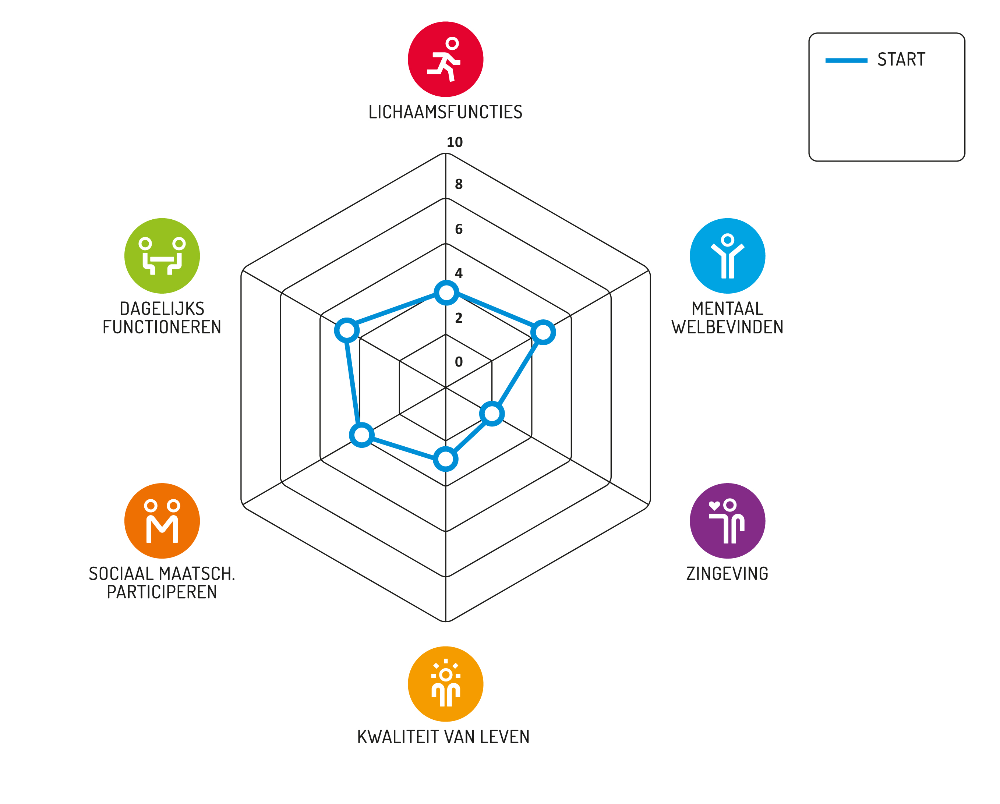 LICHAAMSFUNCTIES
START
10
8
6
4
2
0
DAGELIJKS
FUNCTIONEREN
MENTAAL
WELBEVINDEN
SOCIAAL MAATSCH.
PARTICIPEREN
ZINGEVING
KWALITEIT VAN LEVEN